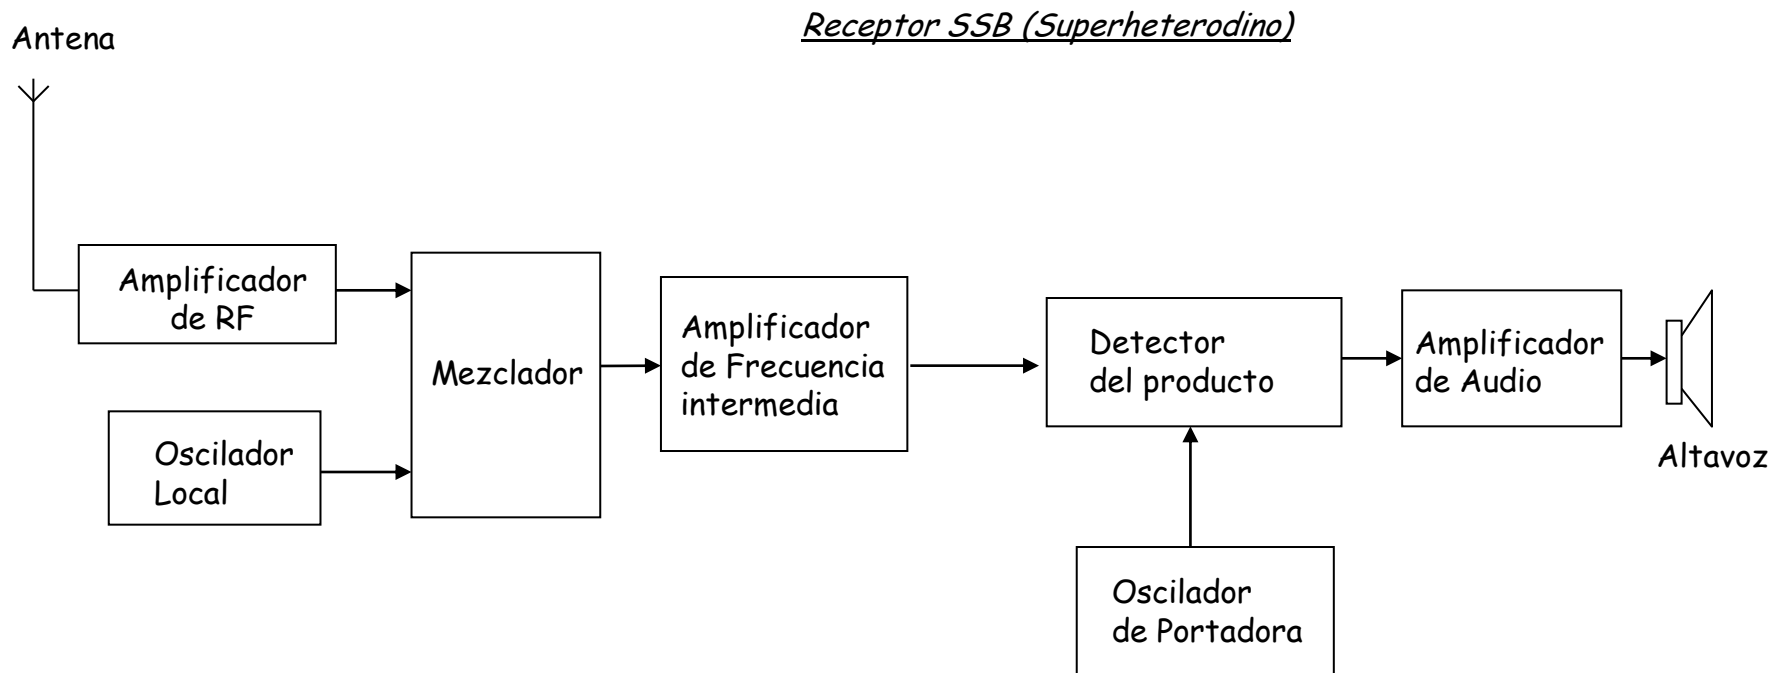 Receptor SSB (Superheterodino)
Antena
Amplificador
de RF
Mezclador
Oscilador
Local
Amplificador
de Frecuencia
intermedia
Detector
del producto
Oscilador
de Portadora
Amplificador
de Audio
Altavoz